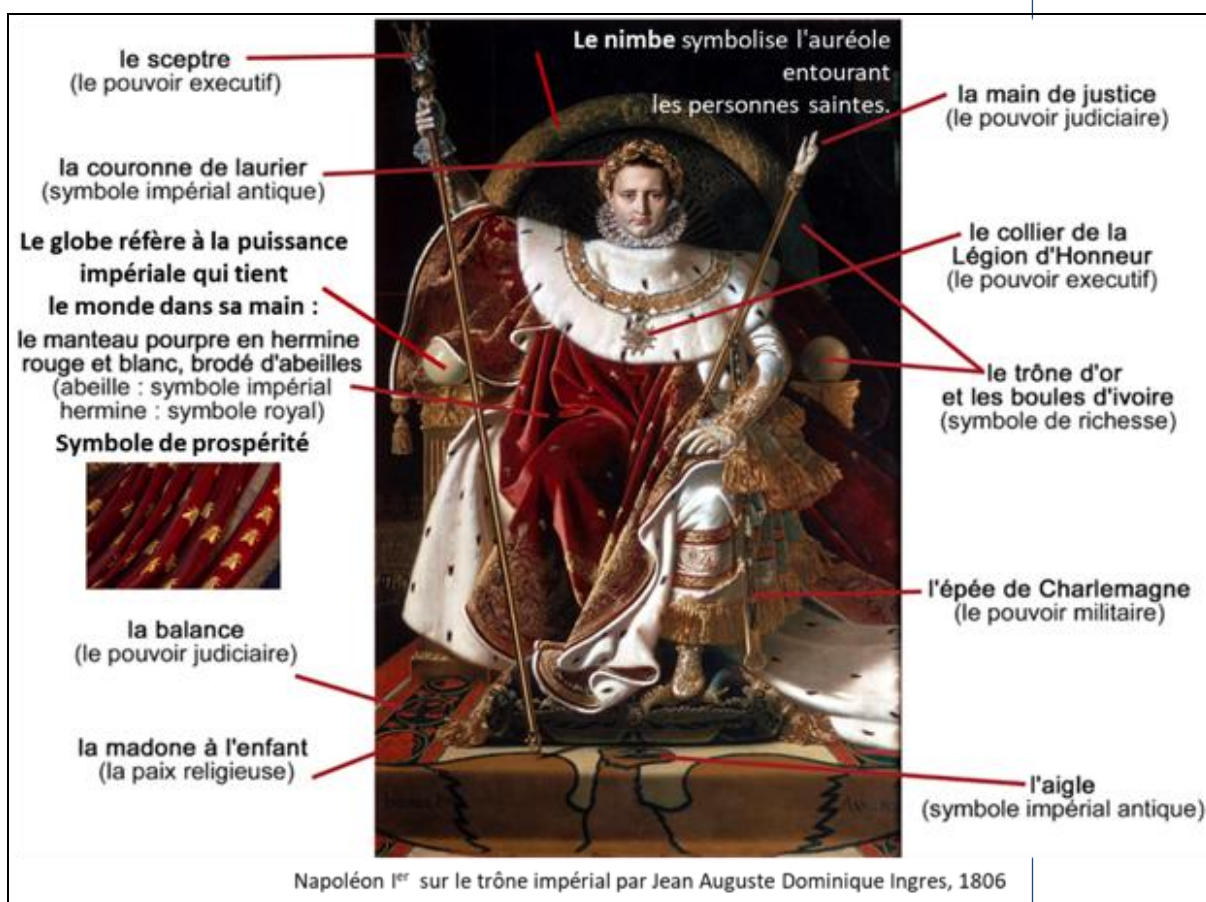 le sceptre
(le pouvoir executif)
la couronne de laurier
(symbole impérial antique)
Le globe réfère à la puissance
impériale qui tient
le monde dans sa main :
le manteau pourpre en hermine
rouge et blanc, brodé d'abeilles
(abeille : symbole impérial
hermine : symbole royal)
Symbole de prospérité
la balance
(le pouvoir judiciaire)
la madone à l'enfant
(la paix religieuse)
Le nimbe symbolise l'auréole
entourant
les personnes saintes.
la main de justice
(le pouvoir judiciaire)
le collier de la
Légion d'Honneur
(le pouvoir executif)
le trône d'or
et les boules d'ivoire
(symbole de richesse)
l'épée de Charlemagne
(le pouvoir militaire)
l'aigle
(symbole impérial antique)
Napoléon Ier sur le trône impérial par Jean Auguste Dominique Ingres, 1806